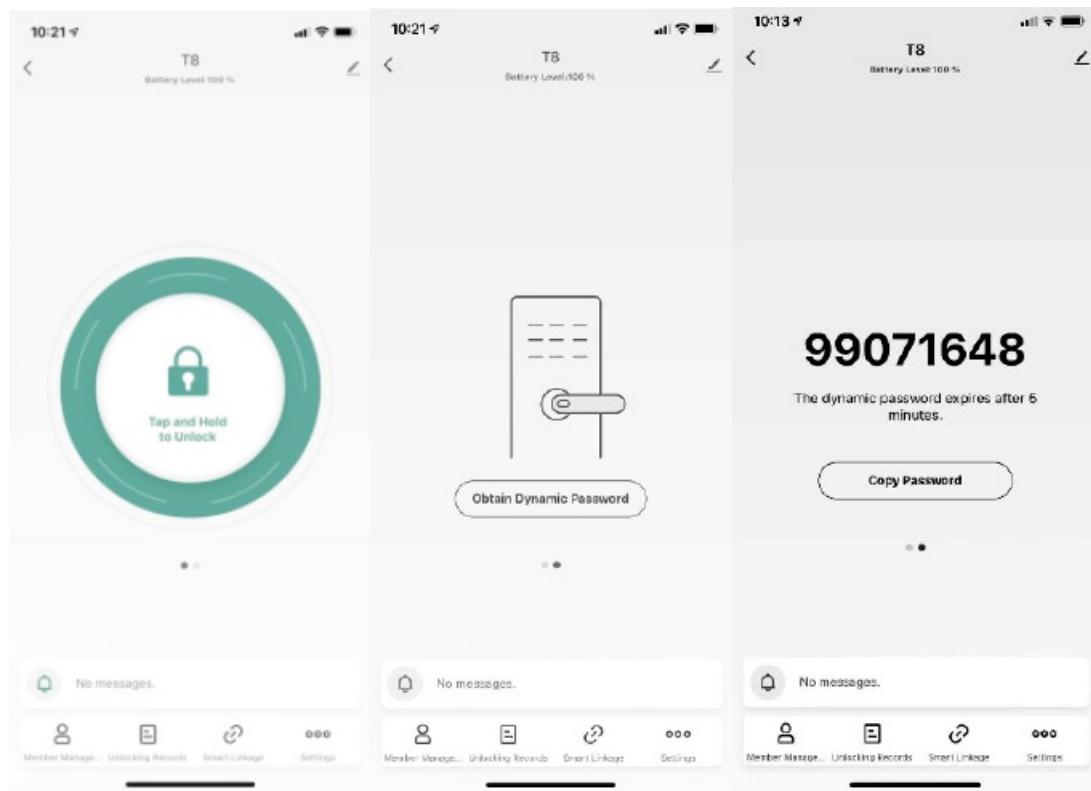 10:21
T8
Battery Level:100 %
Tap and Hold
to Unlock
No messages.
Member Manage...
Unlocking Records
Smart Linkage
Settings
10:21
T8
Battery Level:100 %
Obtain Dynamic Password
No messages.
Member Manage...
Unlocking Records
Smart Linkage
Settings
10:13
T8
Battery Level:100 %
99071648
The dynamic password expires after 5
minutes.
Copy Password
No messages.
Member Manage...
Unlocking Records
Smart Linkage
Settings